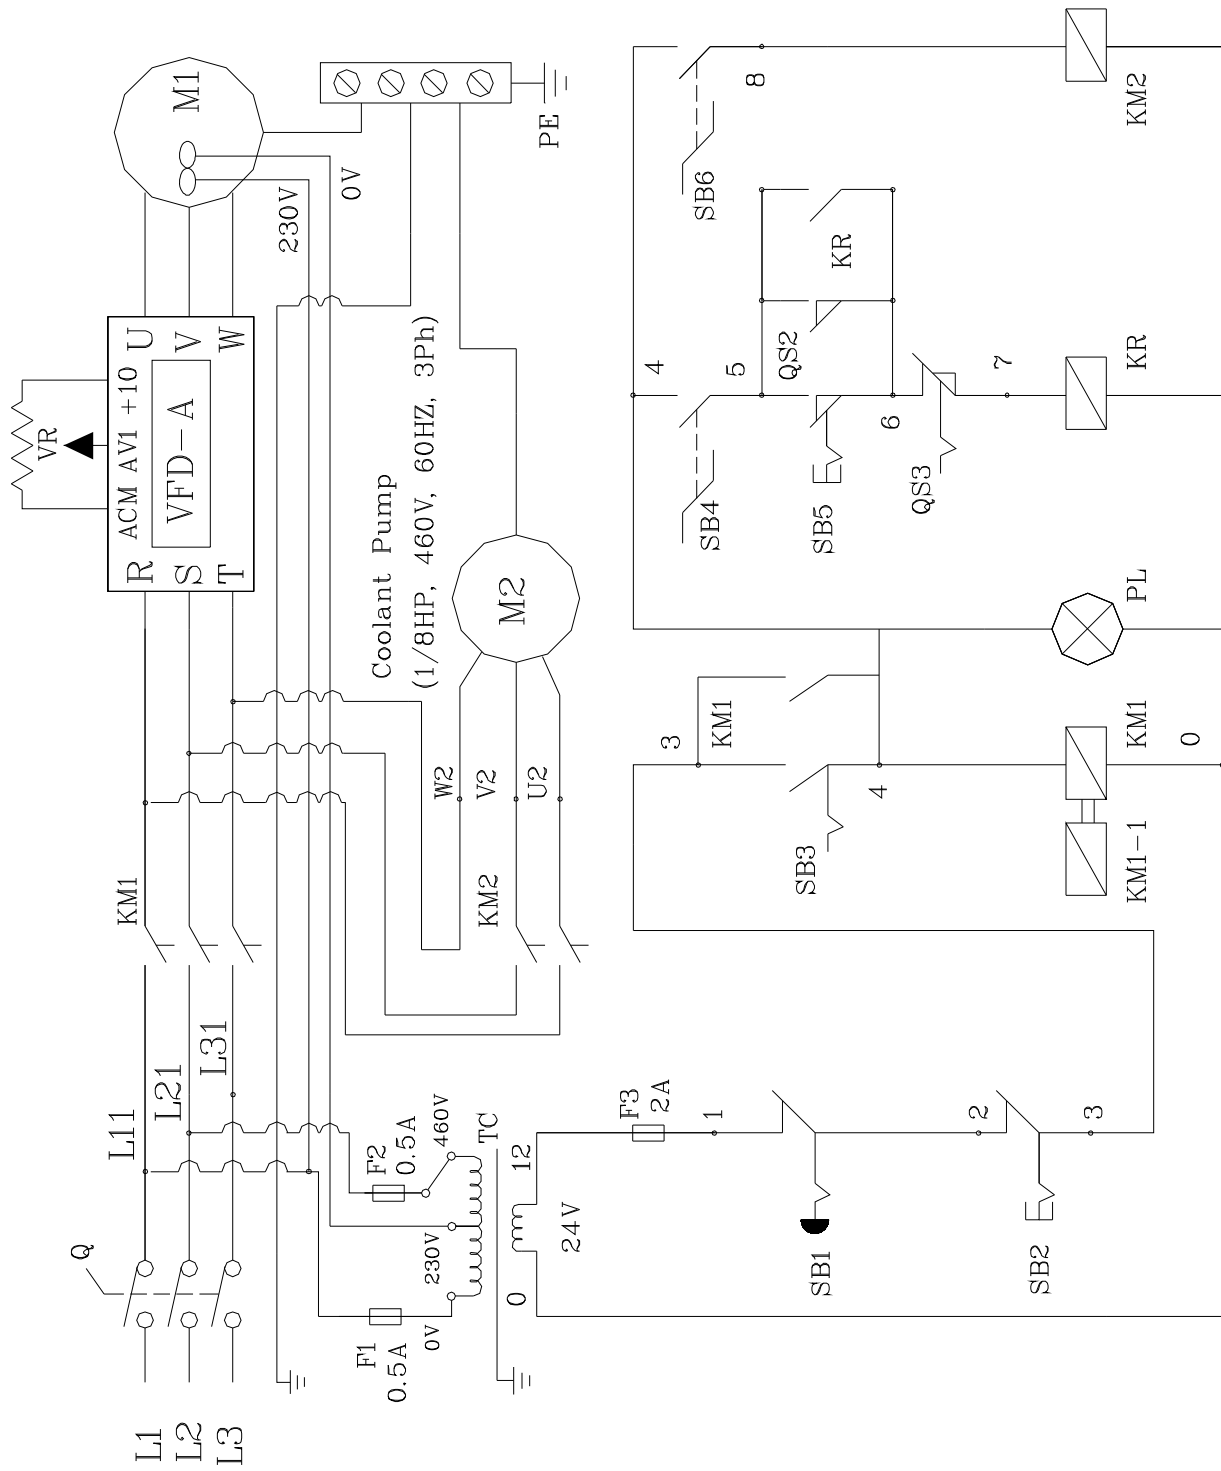 L1
L2
L3
Q
L11
L21
L31
KM1
R
S
T
ACM AV1 +10
VFD-A
VR
U
V
W
M1
230V
0V
PE
F1
0.5A
0V
230V
460V
F2
0.5A
TC
KM2
W2
V2
U2
M2
Coolant Pump
(1/8HP, 460V, 60HZ, 3Ph)
0
24V
12
F3
2A
1
SB1
2
SB2
3
3
KM1
SB3
4
KM1-1
KM1
0
PL
4
SB4
5
SB5
QS2
KR
6
QS3
7
KR
SB6
8
KM2